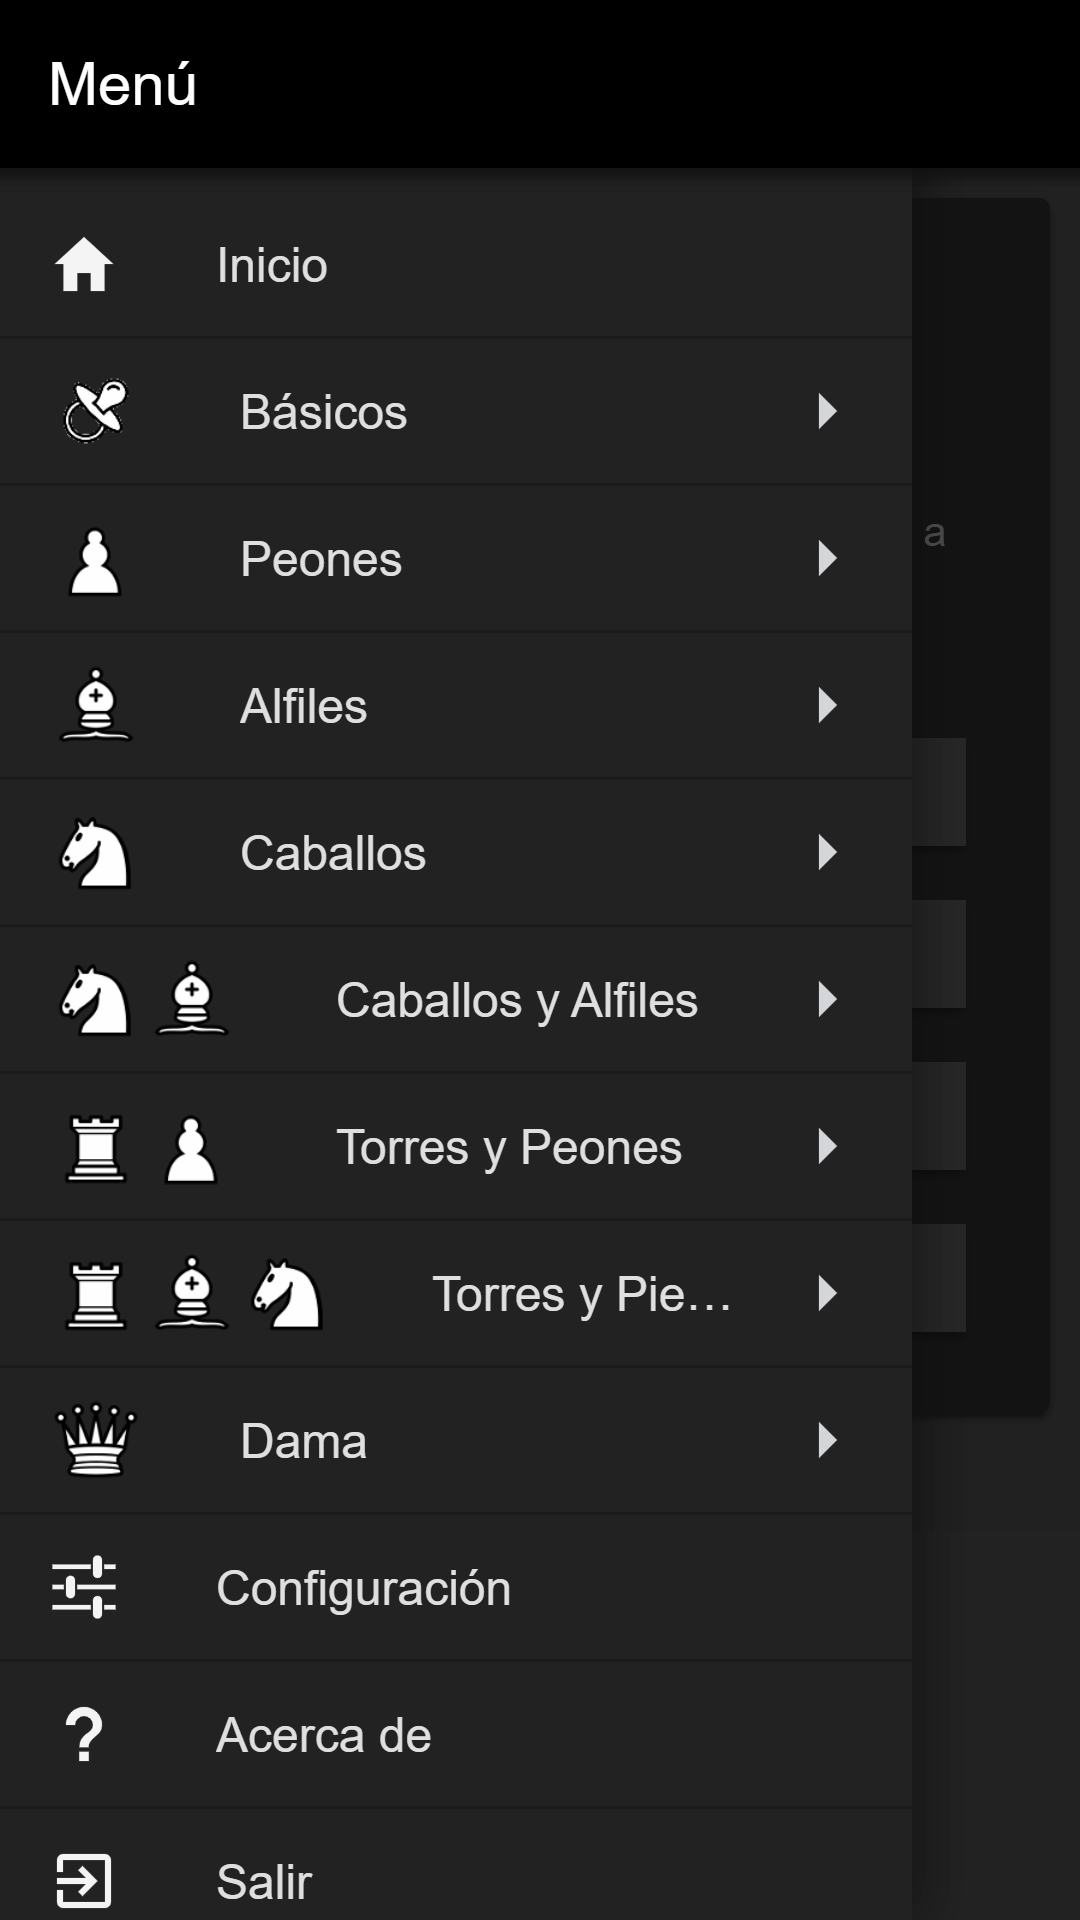 Menú
Inicio
Básicos
Peones
a
Alfiles
Caballos
Caballos y Alfiles
Torres y Peones
Torres y Pie...
Dama
Configuración
Acerca de
Salir